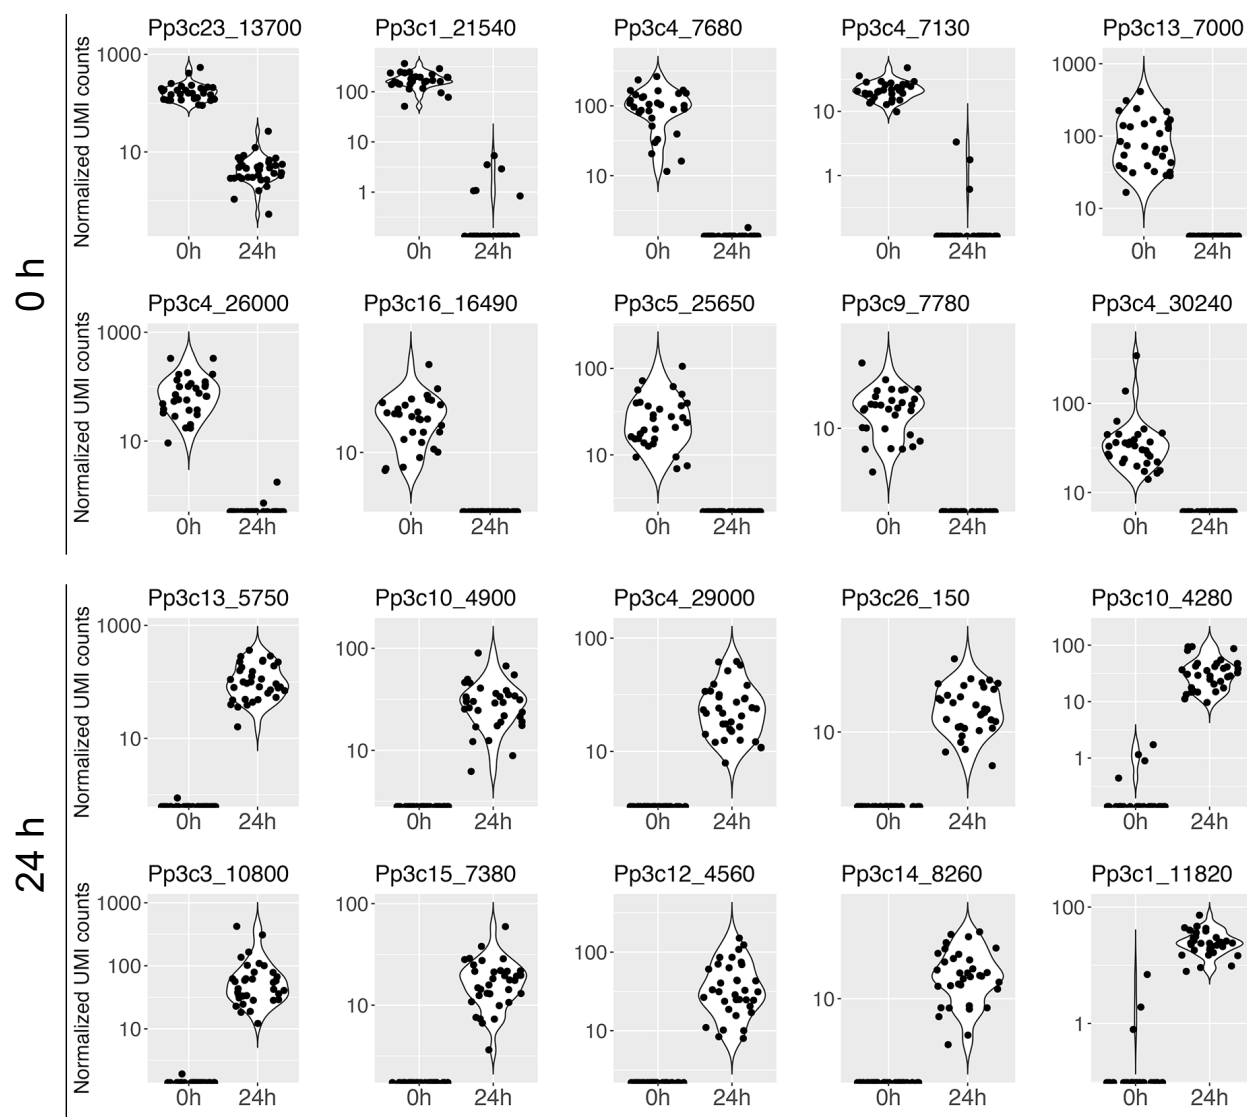 0 h
Pp3c23_13700 Pp3c1_21540 Pp3c4_7680 Pp3c4_7130 Pp3c13_7000
Normalized UMI counts
1000 10
100 10 1
100 10
10 1
1000 100 10
0h 24h 0h 24h 0h 24h 0h 24h 0h 24h
Pp3c4_26000 Pp3c16_16490 Pp3c5_25650 Pp3c9_7780 Pp3c4_30240
Normalized UMI counts
1000 10
10
100 10
10
100 10
0h 24h 0h 24h 0h 24h 0h 24h 0h 24h
24 h
Pp3c13_5750 Pp3c10_4900 Pp3c4_29000 Pp3c26_150 Pp3c10_4280
Normalized UMI counts
1000 10
100 10
100 10
10
100 10 1
0h 24h 0h 24h 0h 24h 0h 24h 0h 24h
Pp3c3_10800 Pp3c15_7380 Pp3c12_4560 Pp3c14_8260 Pp3c1_11820
Normalized UMI counts
1000 100 10
100 10
100 10
10
100 1
0h 24h 0h 24h 0h 24h 0h 24h 0h 24h